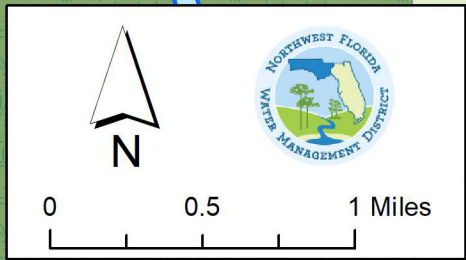 NORTHWEST FLORIDA
WATER MANAGEMENT DISTRICT
N
0 0.5 1 Miles